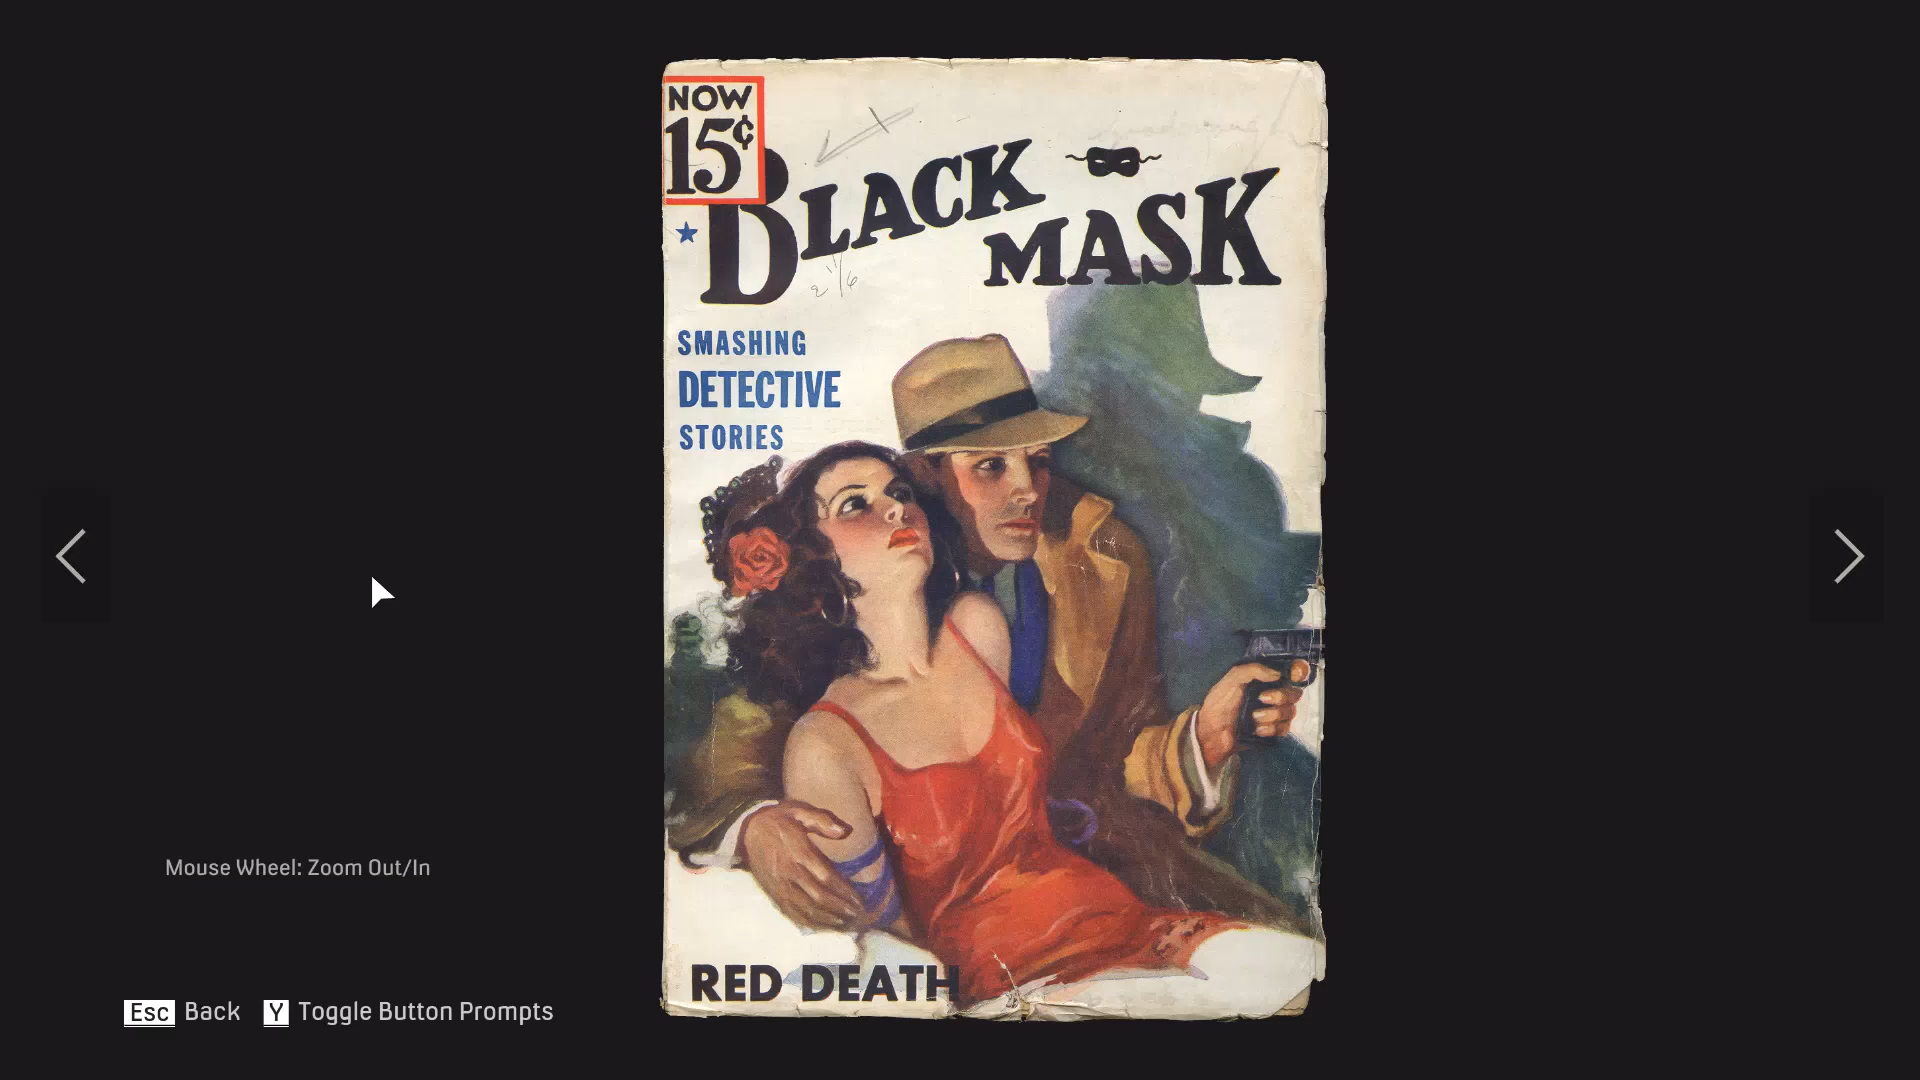 NOW
15¢
BLACK
MASK
SMASHING
DETECTIVE
STORIES
RED DEATH
Mouse Wheel: Zoom Out/In
Esc Back Y Toggle Button Prompts